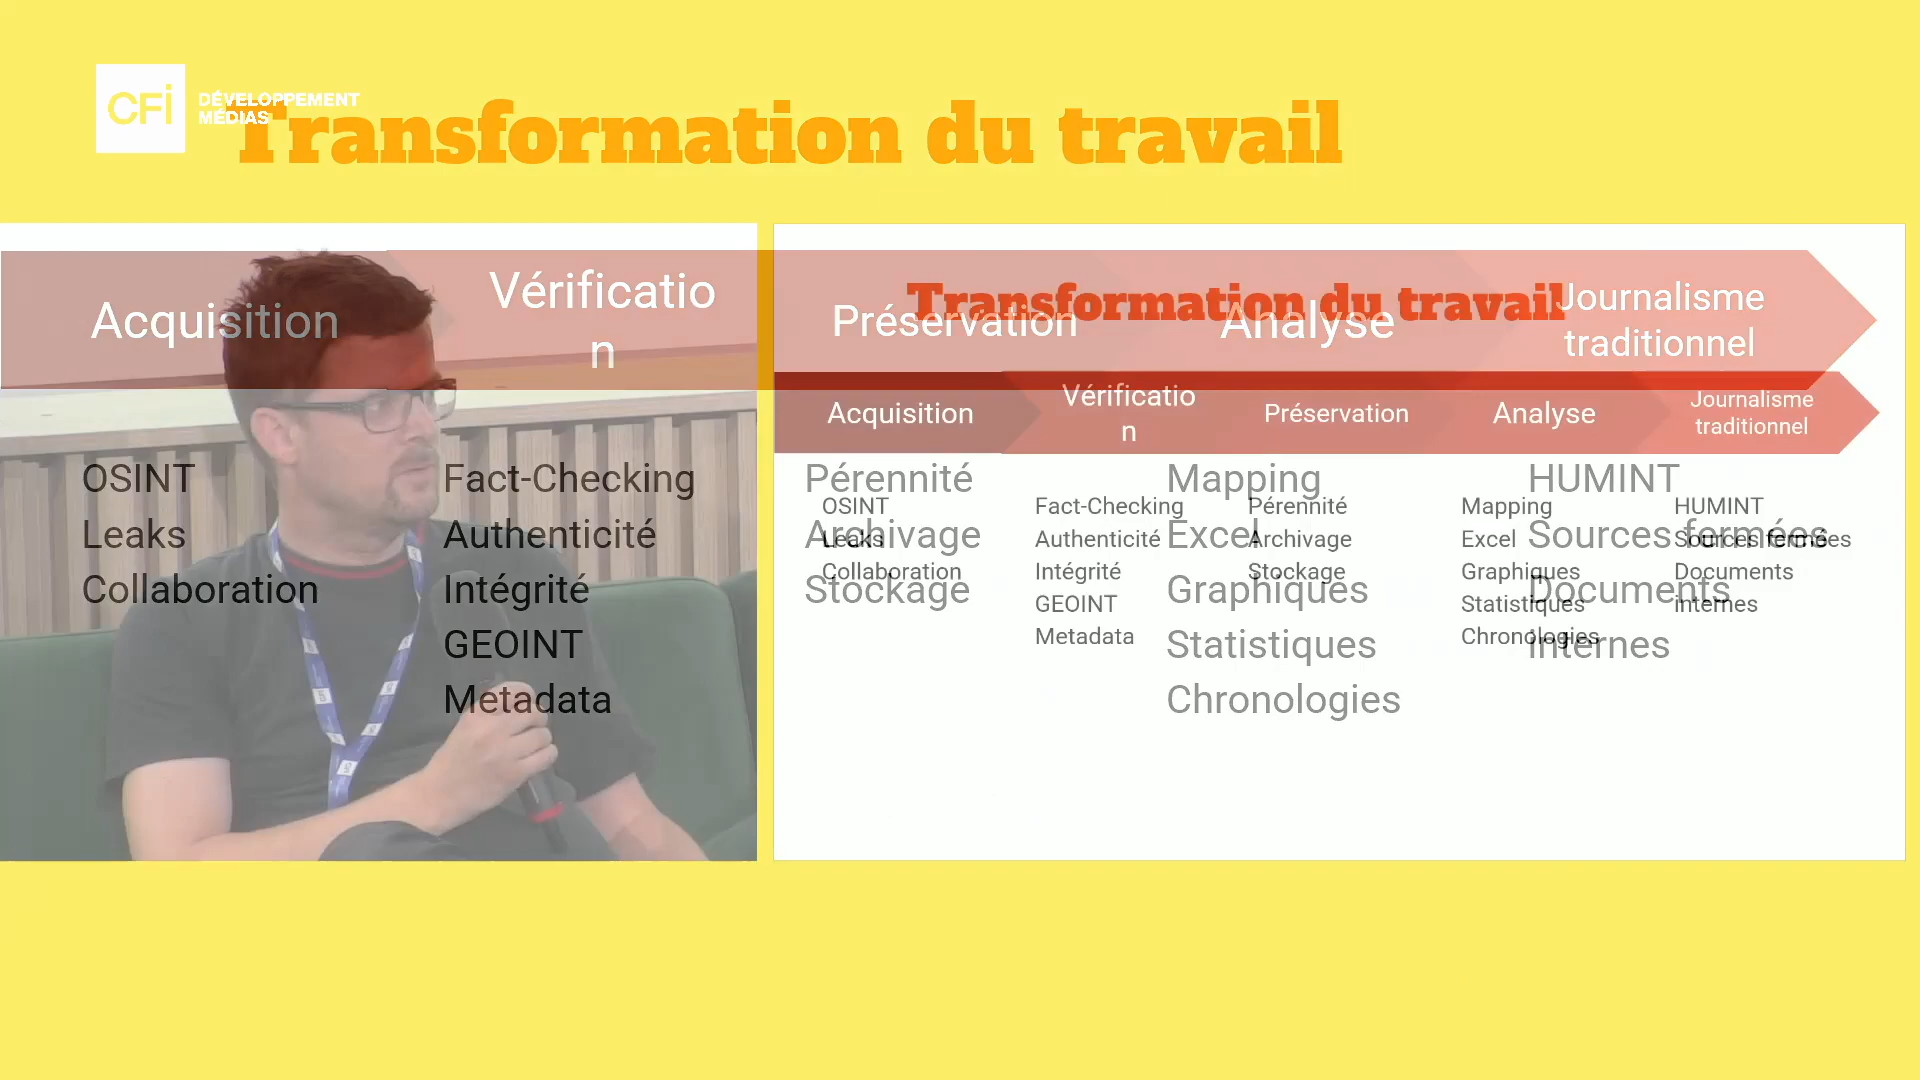 CFi
DÉVELOPPEMENT
MÉDIAS
Transformation du travail
Acquisition
Vérificatio
n
Préservation
Analyse
Journalisme
traditionnel
OSINT
Leaks
Collaboration
Fact-Checking
Authenticité
Intégrité
GEOINT
Metadata
Pérennité
Archivage
Stockage
Mapping
Excel
Graphiques
Statistiques
Chronologies
HUMINT
Sources fermées
Documents
internes
Transformation du travail
Acquisition
Vérificatio
n
Préservation
Analyse
Journalisme
traditionnel
OSINT
Leaks
Collaboration
Fact-Checking
Authenticité
Intégrité
GEOINT
Metadata
Pérennité
Archivage
Stockage
Mapping
Excel
Graphiques
Statistiques
Chronologies
HUMINT
Sources fermées
Documents
internes